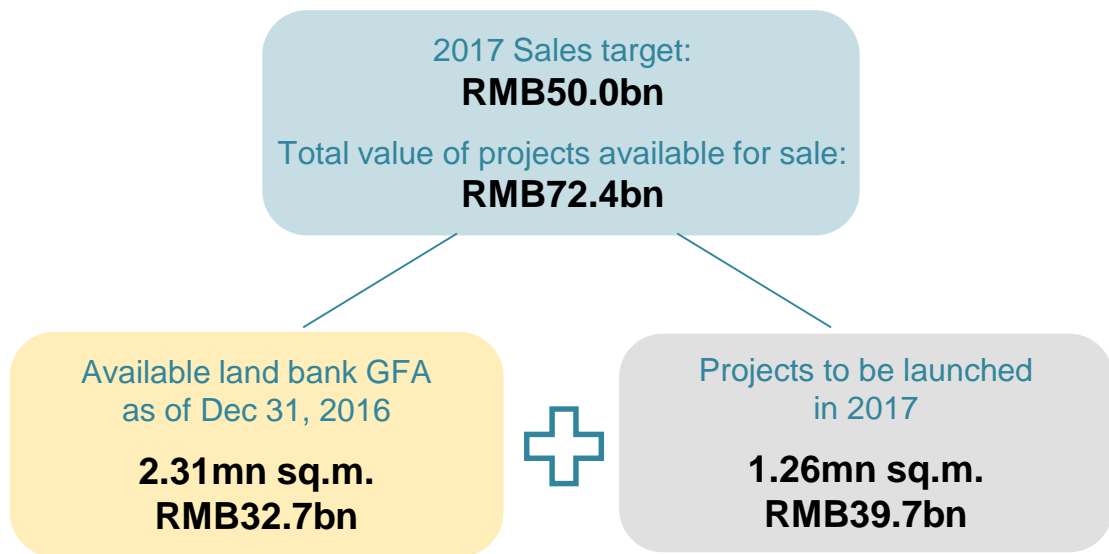 2017 Sales target:
RMB50.0bn
Total value of projects available for sale:
RMB72.4bn
Available land bank GFA
as of Dec 31, 2016
2.31mn sq.m.
RMB32.7bn
Projects to be launched
in 2017
1.26mn sq.m.
RMB39.7bn